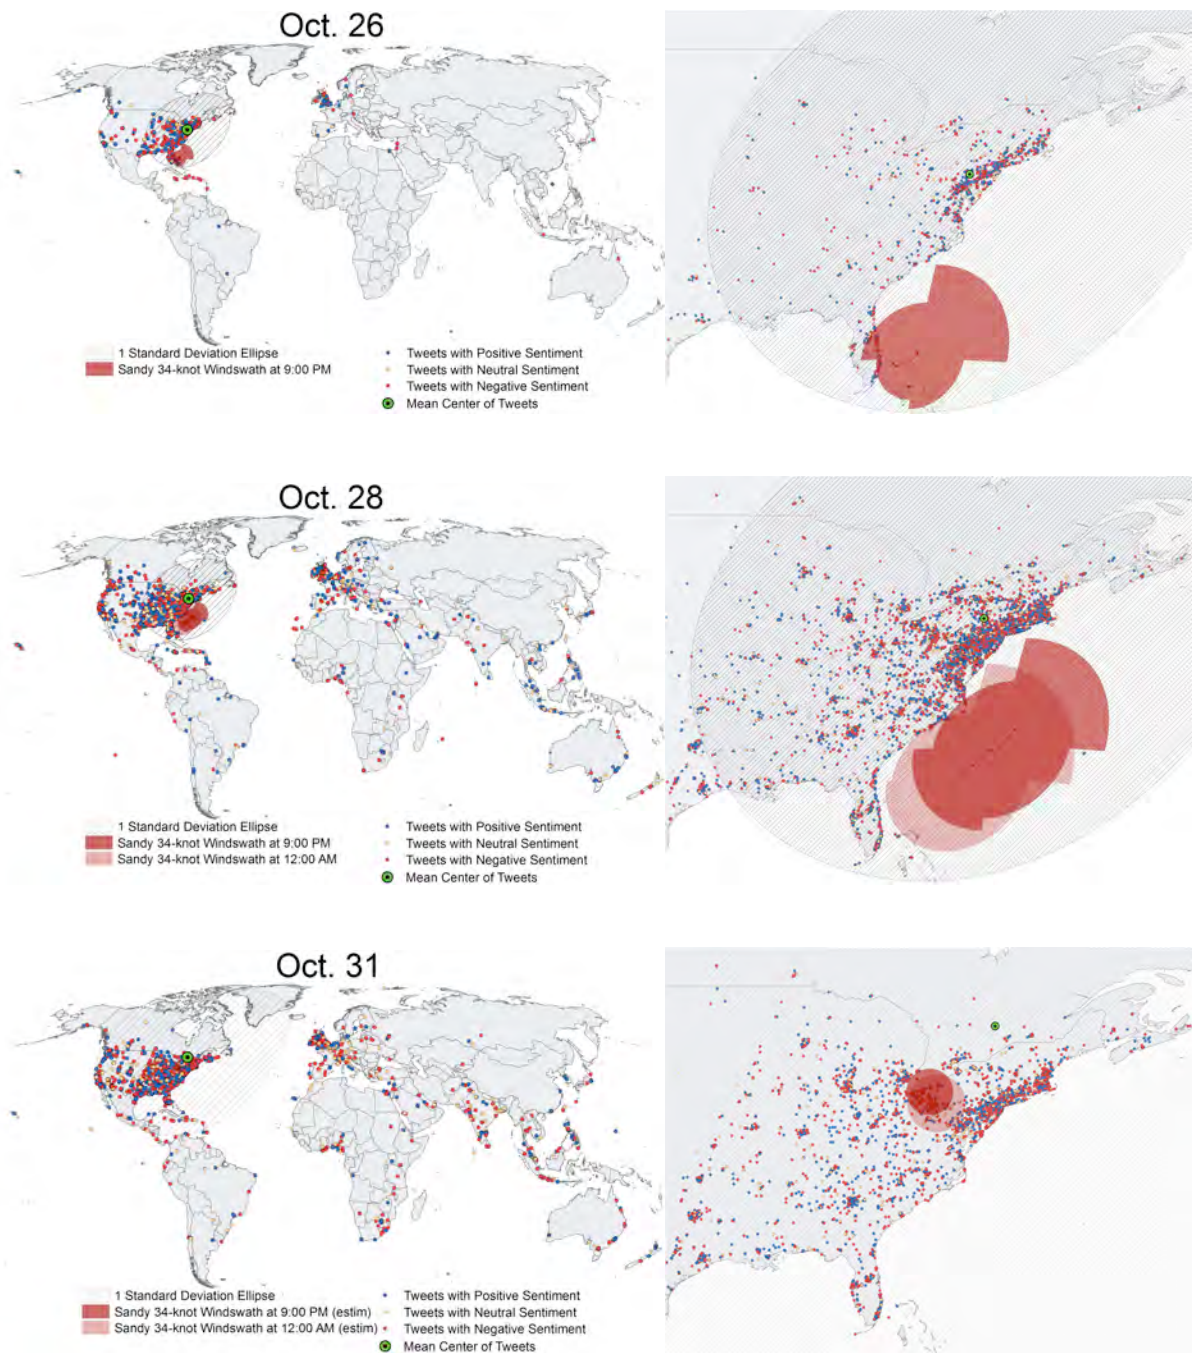 Oct. 26
1 Standard Deviation Ellipse
Sandy 34-knot Windswath at 9:00 PM
Tweets with Positive Sentiment
Tweets with Neutral Sentiment
Tweets with Negative Sentiment
Mean Center of Tweets
Oct. 28
1 Standard Deviation Ellipse
Sandy 34-knot Windswath at 9:00 PM
Sandy 34-knot Windswath at 12:00 AM
Tweets with Positive Sentiment
Tweets with Neutral Sentiment
Tweets with Negative Sentiment
Mean Center of Tweets
Oct. 31
1 Standard Deviation Ellipse
Sandy 34-knot Windswath at 9:00 PM (estim)
Sandy 34-knot Windswath at 12:00 AM (estim)
Tweets with Positive Sentiment
Tweets with Neutral Sentiment
Tweets with Negative Sentiment
Mean Center of Tweets